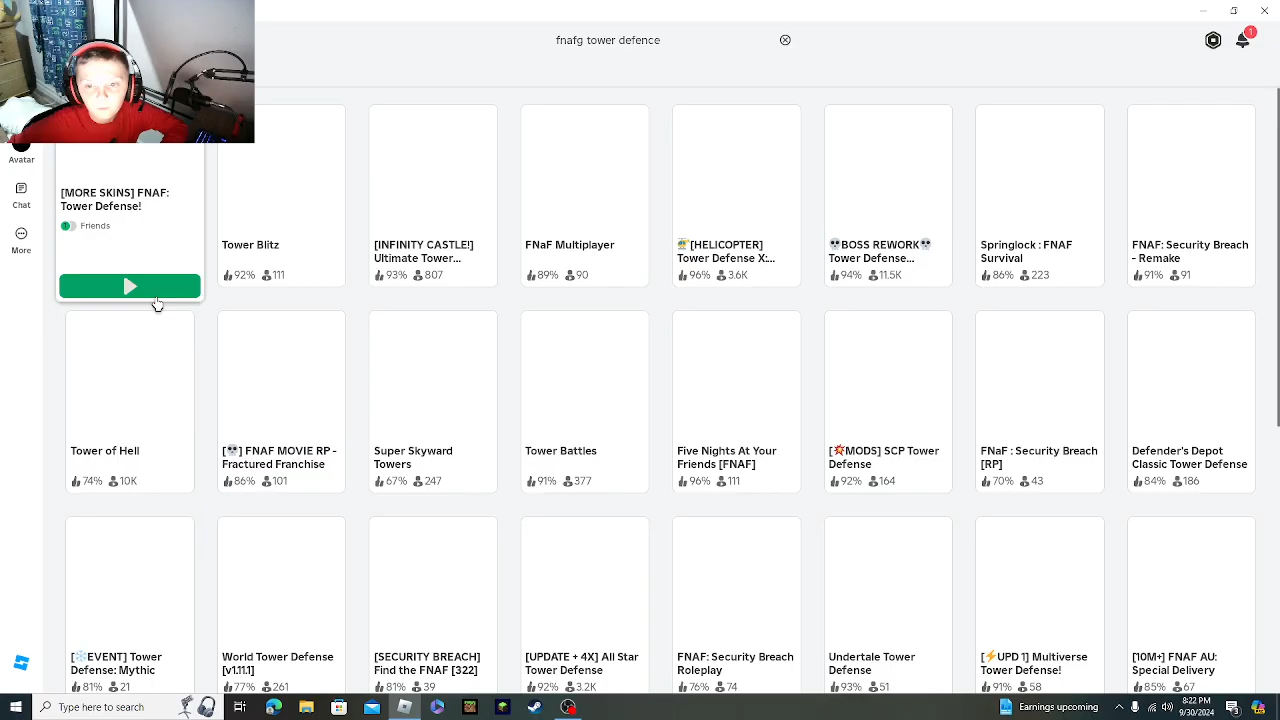 fnafg tower defence
1
Avatar
Chat
More
[MORE SKINS] FNAF:
Tower Defense!
1
Friends
Tower Blitz
92% 111
[INFINITY CASTLE!]
Ultimate Tower...
93% 807
FNaF Multiplayer
89% 90
🚁[HELICOPTER]
Tower Defense X:...
96% 3.6K
💀BOSS REWORK💀
Tower Defense...
94% 11.5K
Springlock : FNAF
Survival
86% 223
FNAF: Security Breach
- Remake
91% 91
Tower of Hell
74% 10K
[💀] FNAF MOVIE RP -
Fractured Franchise
86% 101
Super Skyward
Towers
67% 247
Tower Battles
91% 377
Five Nights At Your
Friends [FNAF]
96% 111
[💥MODS] SCP Tower
Defense
92% 164
FNaF : Security Breach
[RP]
70% 43
Defender's Depot
Classic Tower Defense
84% 186
[❄️EVENT] Tower
Defense: Mythic
81% 21
World Tower Defense
[v1.11.1]
77% 261
[SECURITY BREACH]
Find the FNAF [322]
81% 39
[UPDATE + 4X] All Star
Tower Defense
92% 3.2K
FNAF: Security Breach
Roleplay
76% 74
Undertale Tower
Defense
93% 51
[⚡UPD 1] Multiverse
Tower Defense!
91% 58
[10M+] FNAF AU:
Special Delivery
85% 67
Type here to search
Earnings upcoming
8:22 PM
9/30/2024